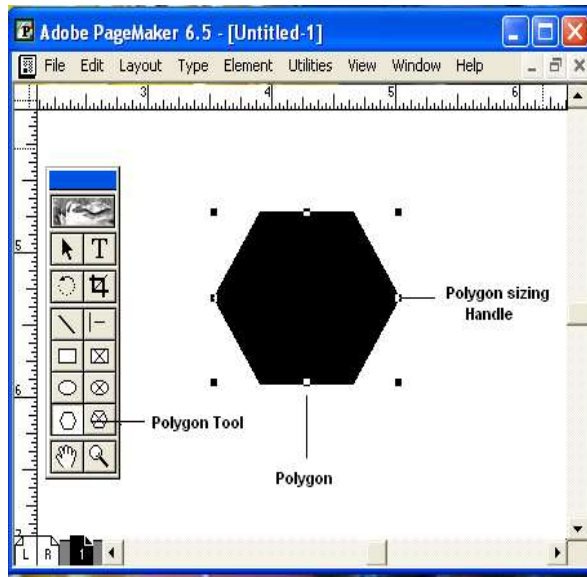 Adobe PageMaker 6.5 - [Untitled-1]
File Edit Layout Type Element Utilities View Window Help
3 4 5 6
T
5
Polygon sizing
Handle
6
Polygon Tool
Polygon
7
L R 1